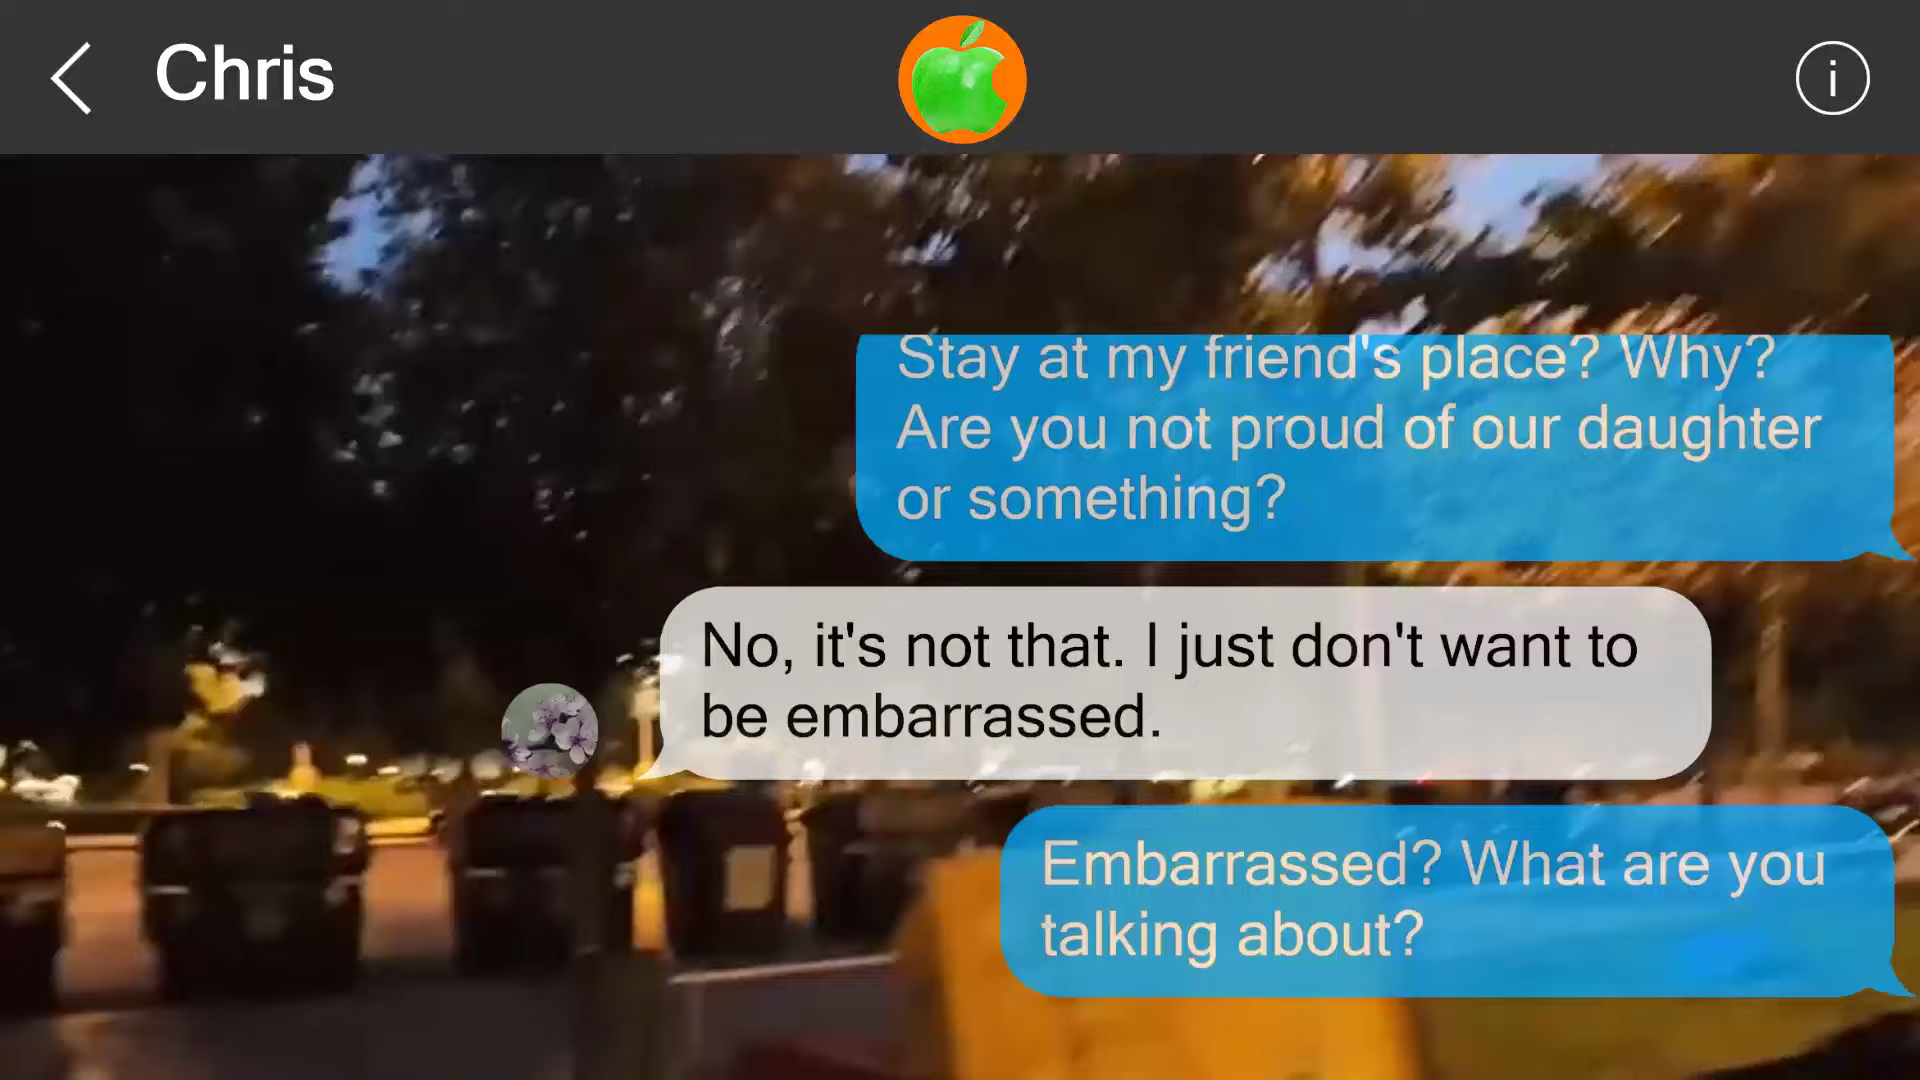 Chris
i
Stay at my friend's place? Why?
Are you not proud of our daughter
or something?
No, it's not that. I just don't want to
be embarrassed.
Embarrassed? What are you
talking about?